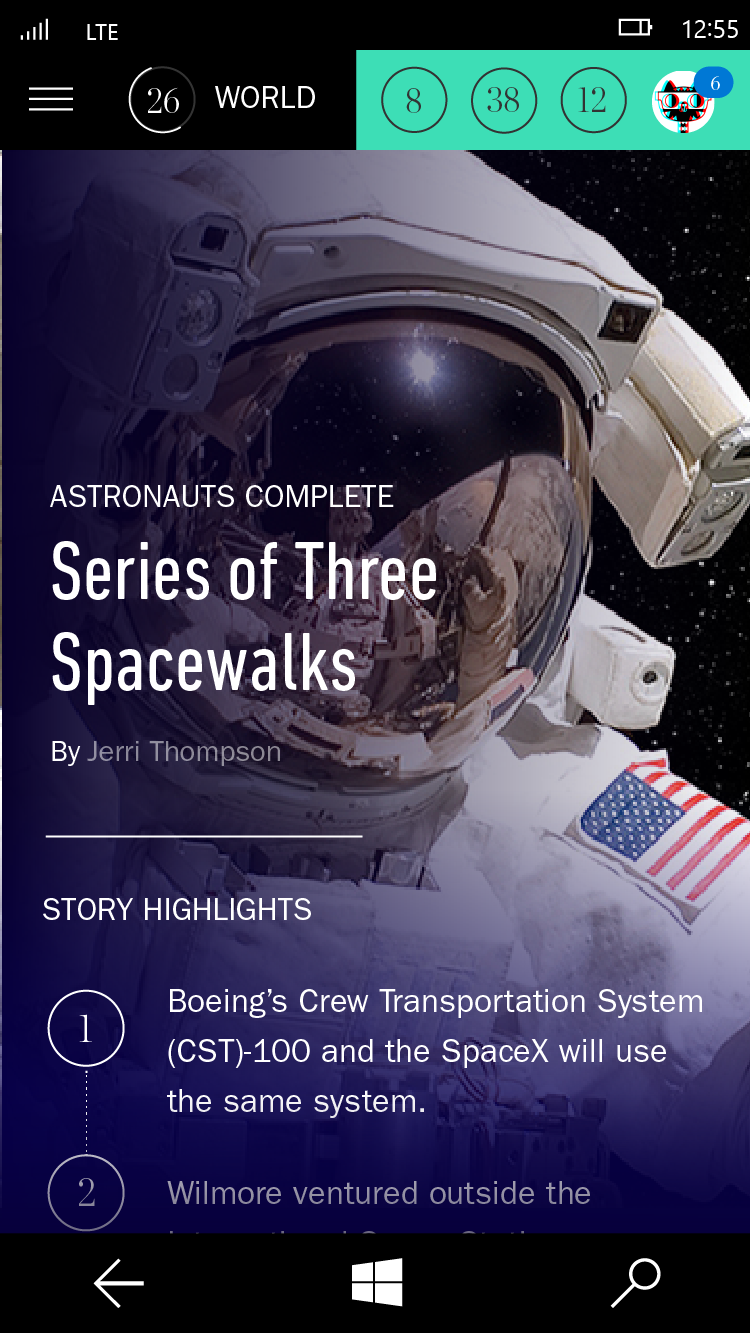 LTE 12:55
26 WORLD 8 38 12 6
ASTRONAUTS COMPLETE
Series of Three
Spacewalks
By Jerri Thompson
STORY HIGHLIGHTS
1 Boeing’s Crew Transportation System
(CST)-100 and the SpaceX will use
the same system.
2 Wilmore ventured outside the